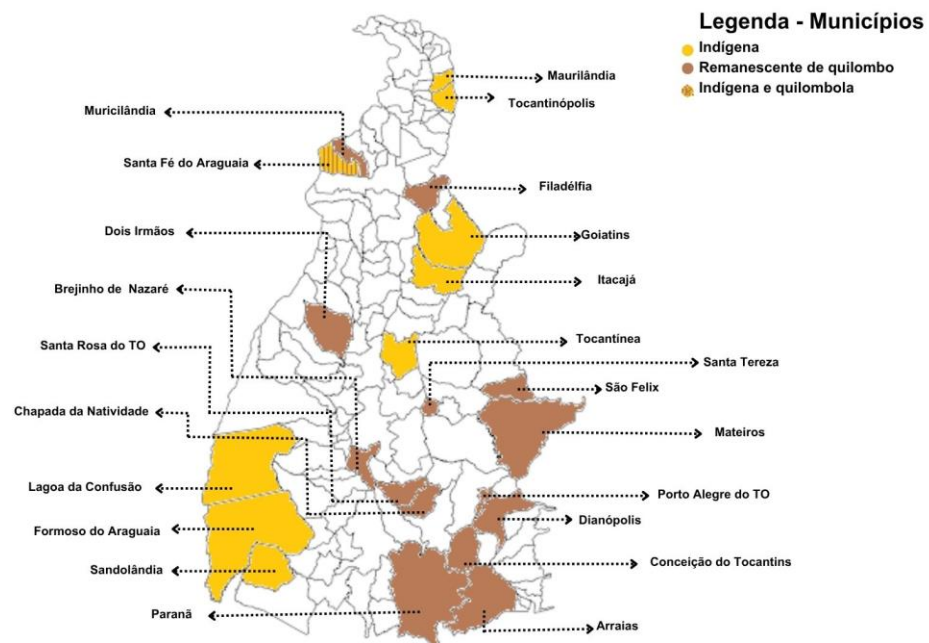 Legenda - Municípios
Indígena
Remanescente de quilombo
Indígena e quilombola
Maurilândia
Tocantinópolis
Muricilândia
Santa Fé do Araguaia
Filadélfia
Dois Irmãos
Goiatins
Itacajá
Brejinho de Nazaré
Tocantínea
Santa Rosa do TO
Santa Tereza
São Felix
Chapada da Natividade
Mateiros
Lagoa da Confusão
Porto Alegre do TO
Dianópolis
Formoso do Araguaia
Conceição do Tocantins
Sandolândia
Paranã
Arraias